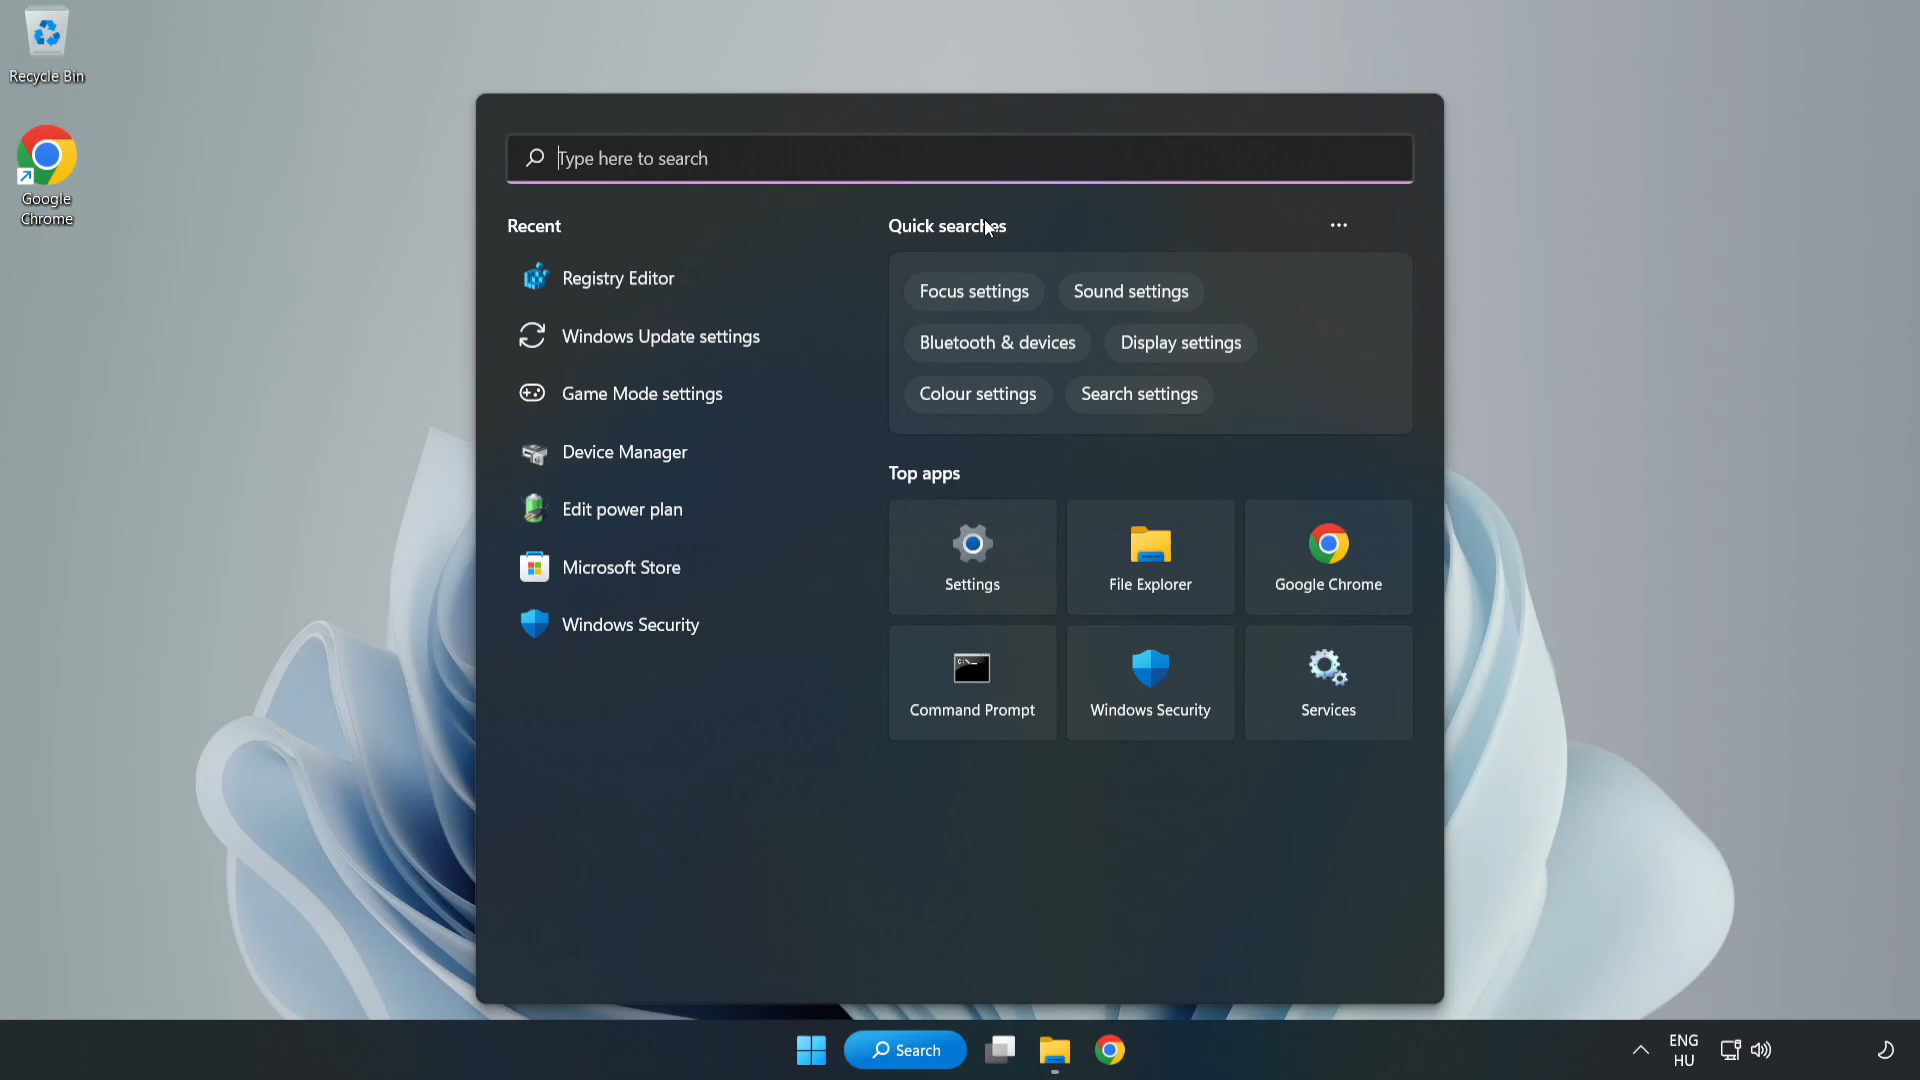 Recycle Bin
Google
Chrome
Type here to search
Recent
Registry Editor
Windows Update settings
Game Mode settings
Device Manager
Edit power plan
Microsoft Store
Windows Security
Quick searches
Focus settings
Sound settings
Bluetooth & devices
Display settings
Colour settings
Search settings
Top apps
Settings
File Explorer
Google Chrome
Command Prompt
Windows Security
Services
Search
ENG
HU